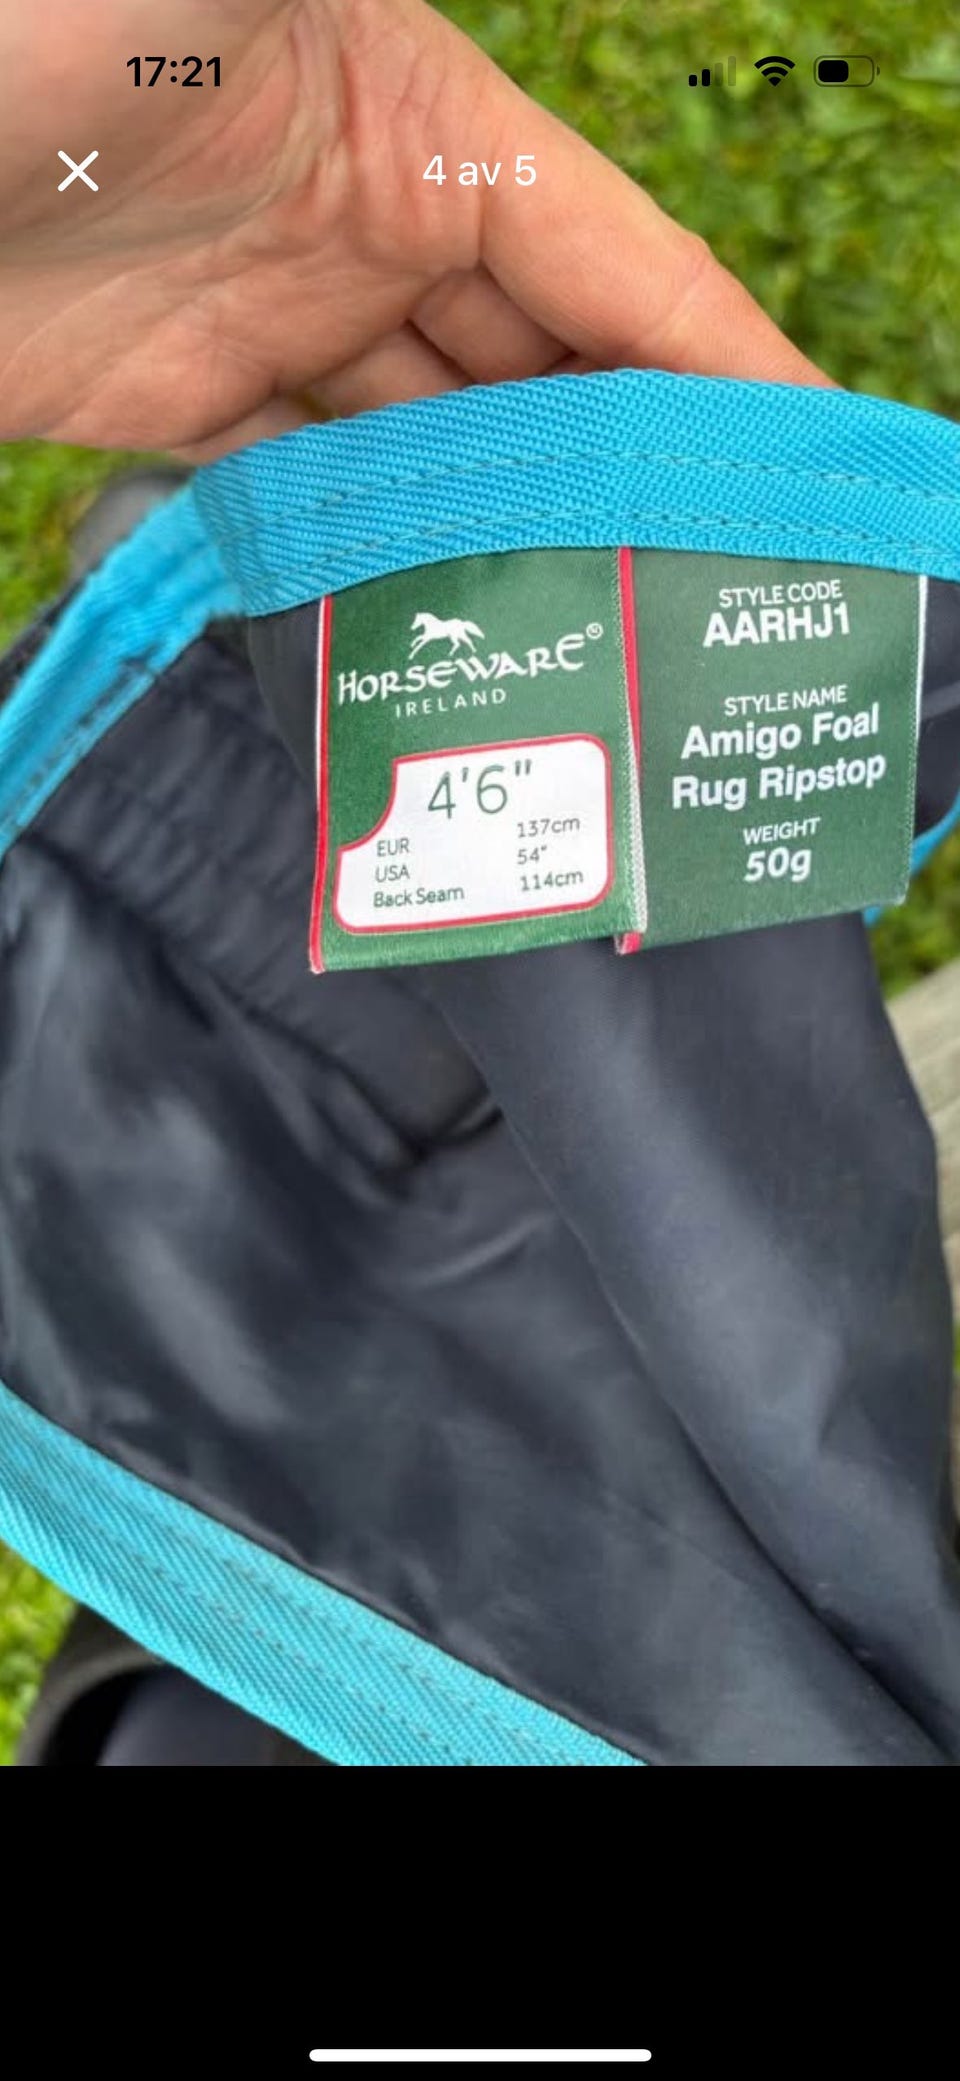 17:21
4 av 5
HORSEWARE®
IRELAND
4'6"
EUR 137cm
USA 54"
Back Seam 114cm
STYLE CODE
AARHJ1
STYLE NAME
Amigo Foal
Rug Ripstop
WEIGHT
50g